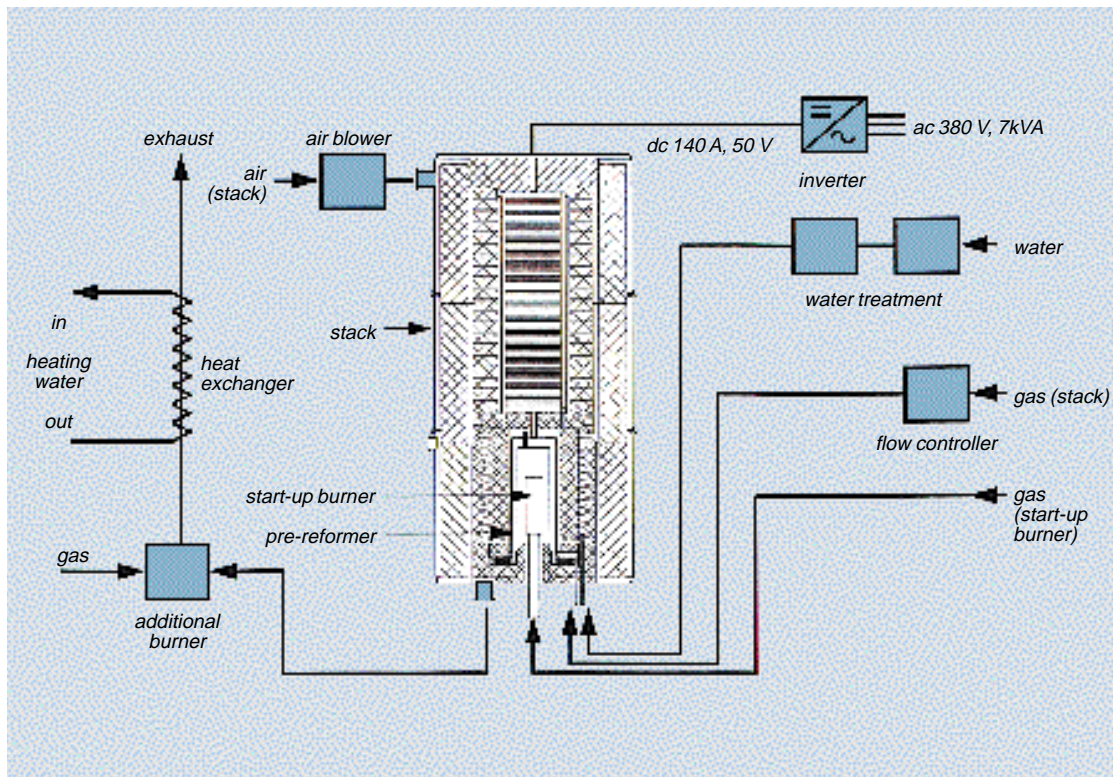 exhaust
air blower
air
(stack)
dc 140 A, 50 V
ac 380 V, 7kVA
inverter
water
water treatment
stack
in
heating
water
out
heat
exchanger
gas (stack)
flow controller
start-up burner
pre-reformer
gas
(start-up
burner)
gas
additional
burner